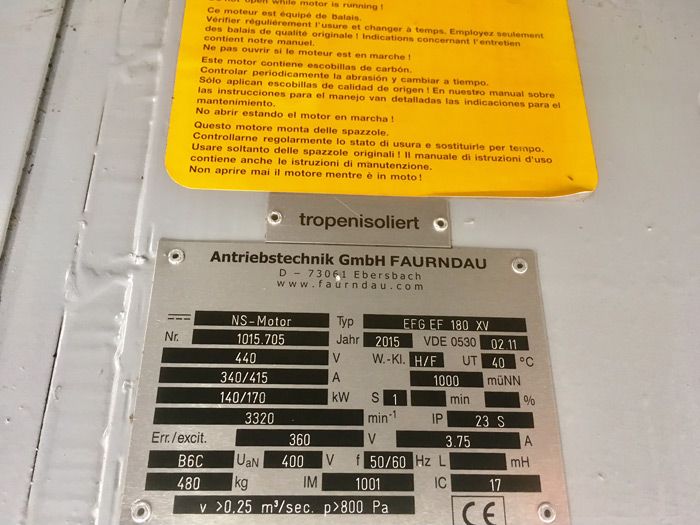 not open while motor is running !
Ce moteur est équipé de balais.
Vérifier régulièrement l'usure et changer à temps. Employez seulement
des balais de qualité originale ! Indications concernant l'entretien
contient notre manuel.
Ne pas ouvrir si le moteur est en marche !
Este motor contiene escobillas de carbón.
Controlar periodicamente la abrasión y cambiar a tiempo.
Sólo aplican escobillas de calidad de origen ! En nuestro manual sobre
las instrucciones para el manejo van detalladas las indicaciones para el
mantenimiento.
No abrir estando el motor en marcha !
Questo motore monta delle spazzole.
Controllarne regolarmente lo stato di usura e sostituirle per tempo.
Usare soltanto delle spazzole originali ! Il manuale di istruzioni d'uso
contiene anche le istruzioni di manutenzione.
Non aprire mai il motore mentre è in moto !
tropenisoliert
Antriebstechnik GmbH FAURNDAU
D – 73061 Ebersbach
www.faurndau.com
NS-Motor Typ EFG EF 180 XV
Nr. 1015.705 Jahr 2015 VDE 0530 02 11
440 V W.-Kl. H/F UT 40 °C
340/415 A 1000 müNN
140/170 kW S 1 min %
3320 min-1 IP 23 S
Err./excit. 360 V 3.75 A
B6C UaN 400 V f 50/60 Hz L mH
480 kg IM 1001 IC 17
v >0,25 m³/sec. p>800 Pa CE